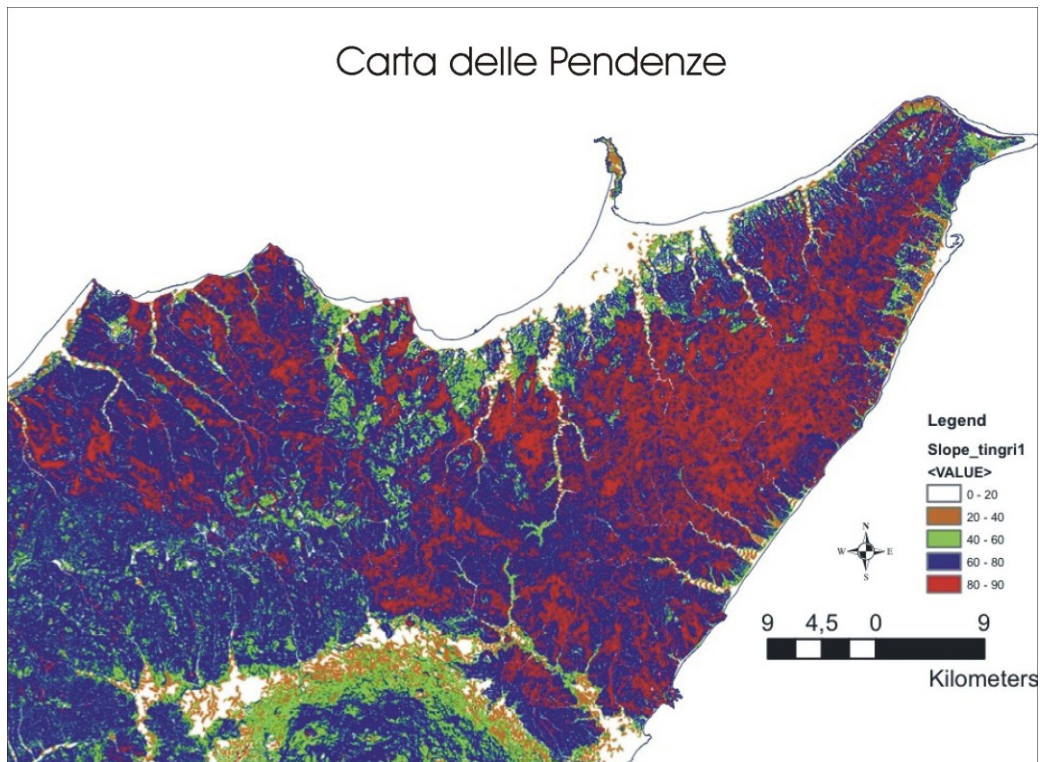 Carta delle Pendenze
Legend
Slope_tingri1
<VALUE>
0 - 20
20 - 40
40 - 60
60 - 80
80 - 90
N
W E
S
9 4,5 0 9
Kilometers